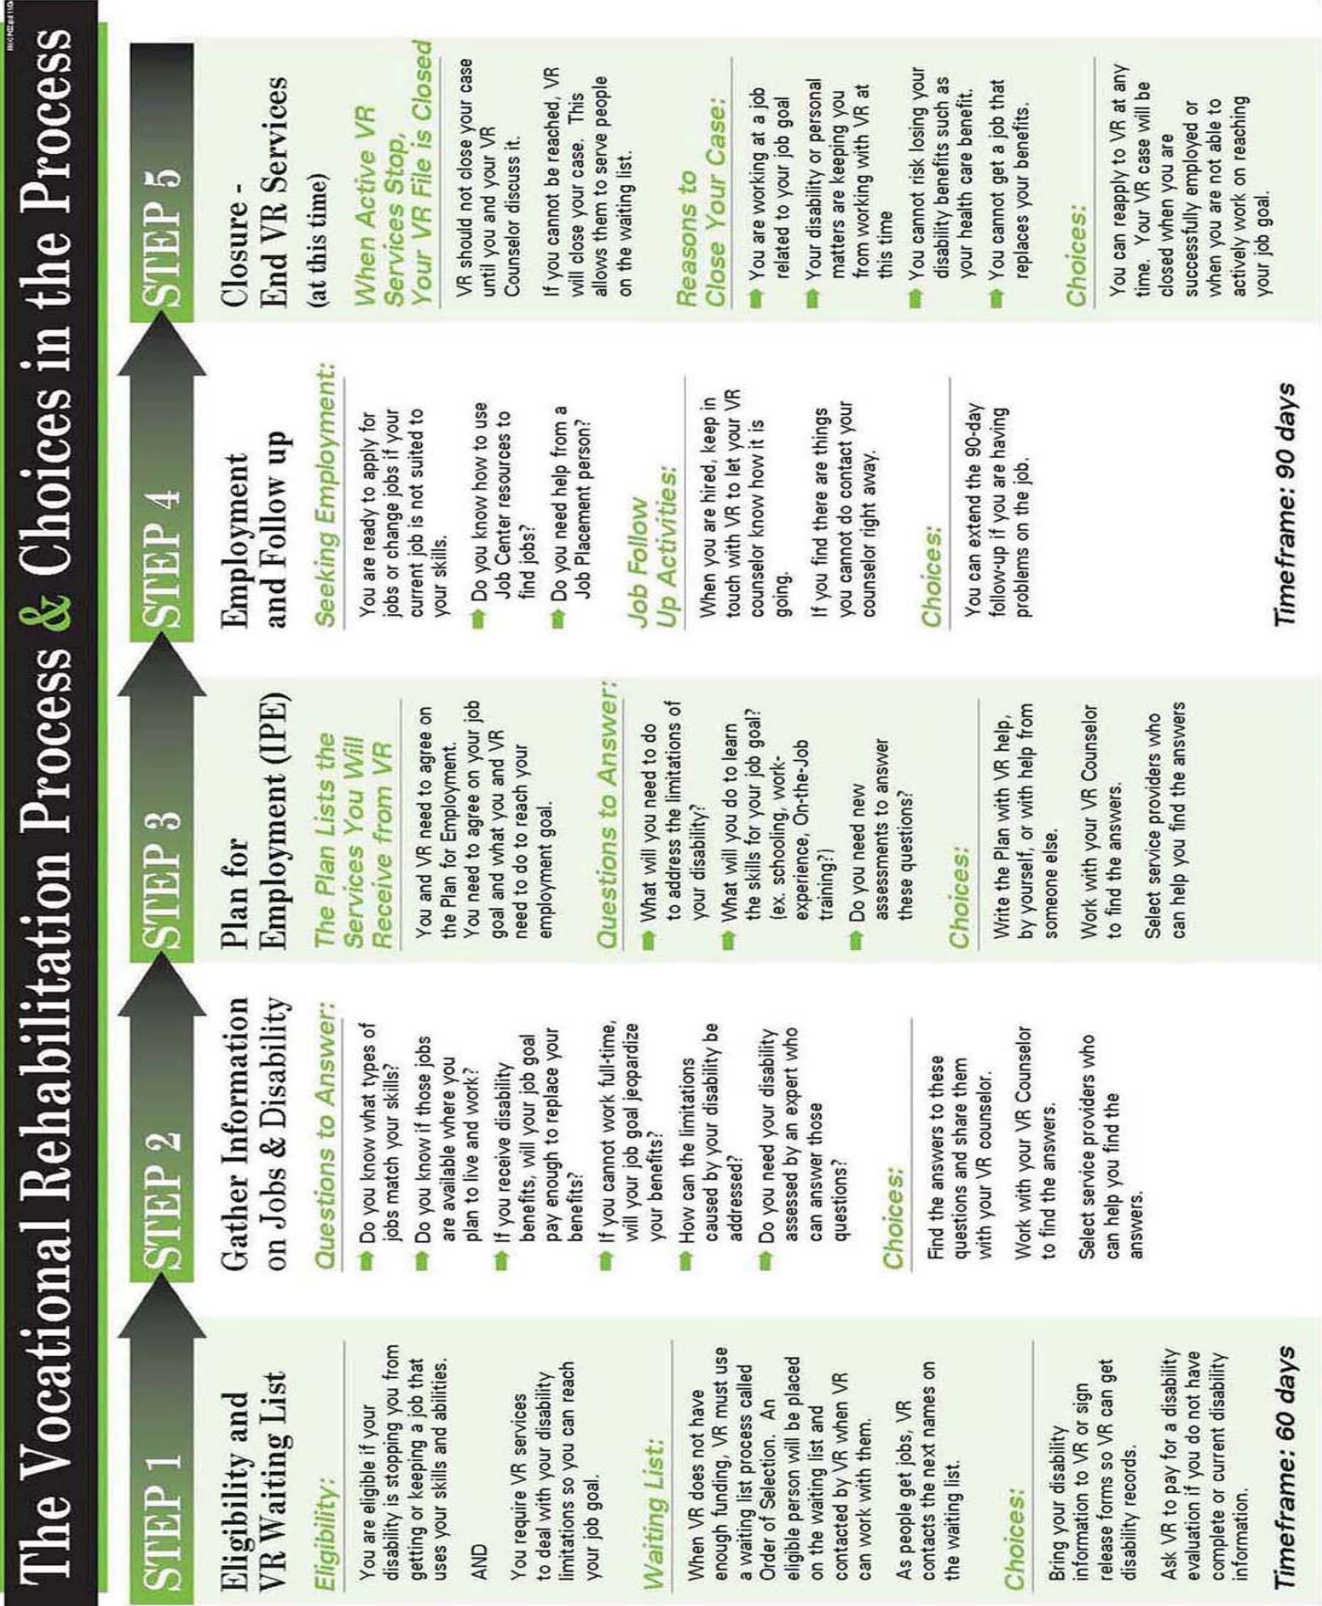 The Vocational Rehabilitation Process & Choices in the Process
STEP 1
Eligibility and
VR Waiting List
Eligibility:
You are eligible if your
disability is stopping you from
getting or keeping a job that
uses your skills and abilities.
AND
You require VR services
to deal with your disability
limitations so you can reach
your job goal.
Waiting List:
When VR does not have
enough funding, VR must use
a waiting list process called
Order of Selection. An
eligible person will be placed
on the waiting list and
contacted by VR when VR
can work with them.
As people get jobs, VR
contacts the next names on
the waiting list.
Choices:
Bring your disability
information to VR or sign
release forms so VR can get
disability records.
Ask VR to pay for a disability
evaluation if you do not have
complete or current disability
information.
Timeframe: 60 days
STEP 2
Gather Information
on Jobs & Disability
Questions to Answer:
Do you know what types of
jobs match your skills?
Do you know if those jobs
are available where you
plan to live and work?
If you receive disability
benefits, will your job goal
pay enough to replace your
benefits?
If you cannot work full-time,
will your job goal jeopardize
your benefits?
How can the limitations
caused by your disability be
addressed?
Do you need your disability
assessed by an expert who
can answer those
questions?
Choices:
Find the answers to these
questions and share them
with your VR counselor.
Work with your VR Counselor
to find the answers.
Select service providers who
can help you find the
answers.
STEP 3
Plan for
Employment (IPE)
The Plan Lists the
Services You Will
Receive from VR
You and VR need to agree on
the Plan for Employment.
You need to agree on your job
goal and what you and VR
need to do to reach your
employment goal.
Questions to Answer:
What will you need to do
to address the limitations of
your disability?
What will you do to learn
the skills for your job goal?
(ex. schooling, work-
experience, On-the-Job
training?)
Do you need new
assessments to answer
these questions?
Choices:
Write the Plan with VR help,
by yourself, or with help from
someone else.
Work with your VR Counselor
to find the answers.
Select service providers who
can help you find the answers
STEP 4
Employment
and Follow up
Seeking Employment:
You are ready to apply for
jobs or change jobs if your
current job is not suited to
your skills.
Do you know how to use
Job Center resources to
find jobs?
Do you need help from a
Job Placement person?
Job Follow
Up Activities:
When you are hired, keep in
touch with VR to let your VR
counselor know how it is
going.
If you find there are things
you cannot do contact your
counselor right away.
Choices:
You can extend the 90-day
follow-up if you are having
problems on the job.
Timeframe: 90 days
STEP 5
Closure -
End VR Services
(at this time)
When Active VR
Services Stop,
Your VR File is Closed
VR should not close your case
until you and your VR
Counselor discuss it.
If you cannot be reached, VR
will close your case. This
allows them to serve people
on the waiting list.
Reasons to
Close Your Case:
You are working at a job
related to your job goal
Your disability or personal
matters are keeping you
from working with VR at
this time
You cannot risk losing your
disability benefits such as
your health care benefit.
You cannot get a job that
replaces your benefits.
Choices:
You can reapply to VR at any
time. Your VR case will be
closed when you are
successfully employed or
when you are not able to
actively work on reaching
your job goal.